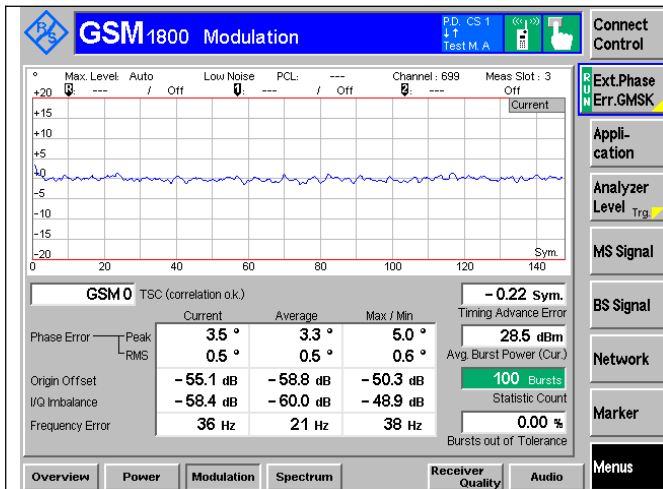 R&S
GSM 1800 Modulation
P.D. CS 1
Test M. A
Connect Control
° Max. Level: Auto Low Noise PCL: --- Channel : 699 Meas Slot : 3
R: --- / Off 1: --- / Off 2: --- Off
Current
+20
+15
+10
+5
+0
-5
-10
-15
-20
Sym.
0 20 40 60 80 100 120 140
RUN
Ext.Phase Err.GMSK
Appli-
cation
Analyzer
Level Trg.
MS Signal
BS Signal
Network
Marker
Menus
GSM 0 TSC (correlation o.k.)
– 0.22 Sym.
Timing Advance Error
Current Average Max / Min
Phase Error Peak 3.5 ° 3.3 ° 5.0 °
RMS 0.5 ° 0.5 ° 0.6 °
28.5 dBm
Avg. Burst Power (Cur.)
Origin Offset – 55.1 dB – 58.8 dB – 50.3 dB
100 Bursts
Statistic Count
I/Q Imbalance – 58.4 dB – 60.0 dB – 48.9 dB
Frequency Error 36 Hz 21 Hz 38 Hz
0.00 %
Bursts out of Tolerance
Overview Power Modulation Spectrum Receiver Quality Audio